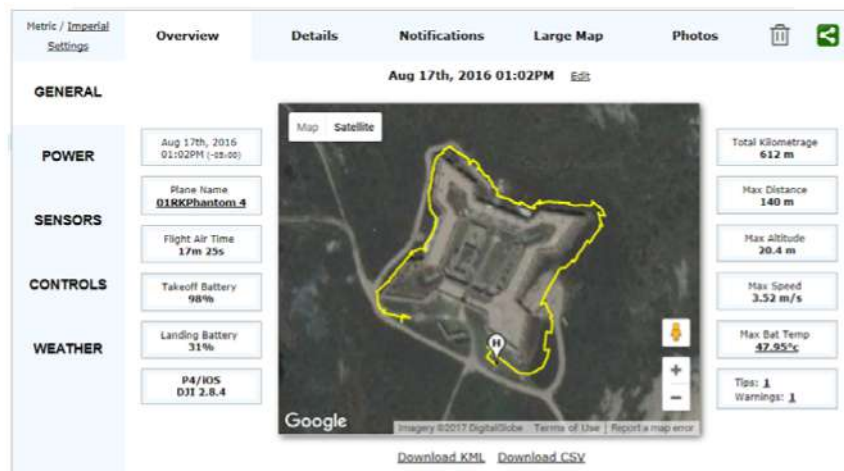 Metric / Imperial
Settings
Overview
Details
Notifications
Large Map
Photos
Aug 17th, 2016 01:02PM Edit
GENERAL
POWER
SENSORS
CONTROLS
WEATHER
Aug 17th, 2016
01:02PM (-05:00)
Plane Name
01RKPhantom 4
Flight Air Time
17m 25s
Takeoff Battery
98%
Landing Battery
31%
P4/iOS
DJI 2.8.4
Map Satellite
H
+
−
Google
Imagery ©2017 DigitalGlobe Terms of Use Report a map error
Total Kilometrage
612 m
Max Distance
140 m
Max Altitude
20.4 m
Max Speed
3.52 m/s
Max Bat Temp
47.95°c
Tips: 1
Warnings: 1
Download KML Download CSV